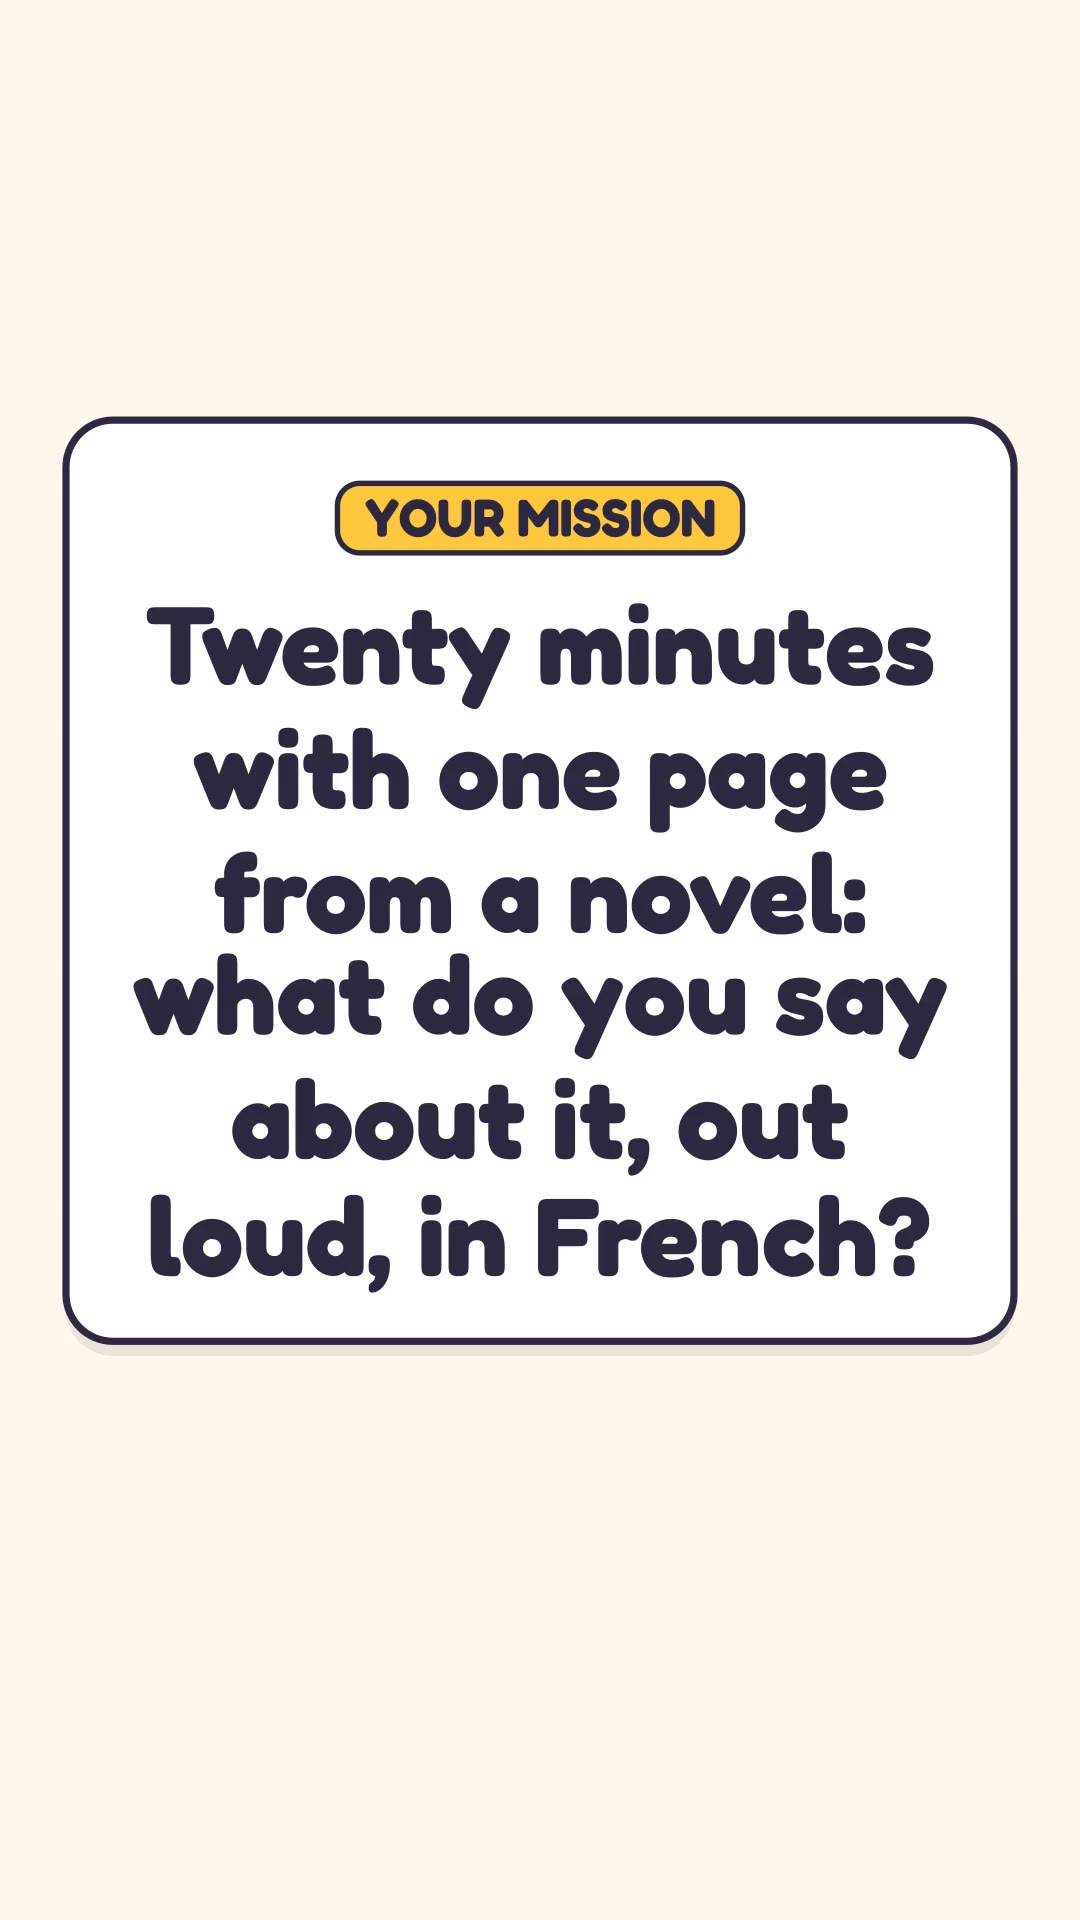 YOUR MISSION
Twenty minutes
with one page
from a novel:
what do you say
about it, out
loud, in French?